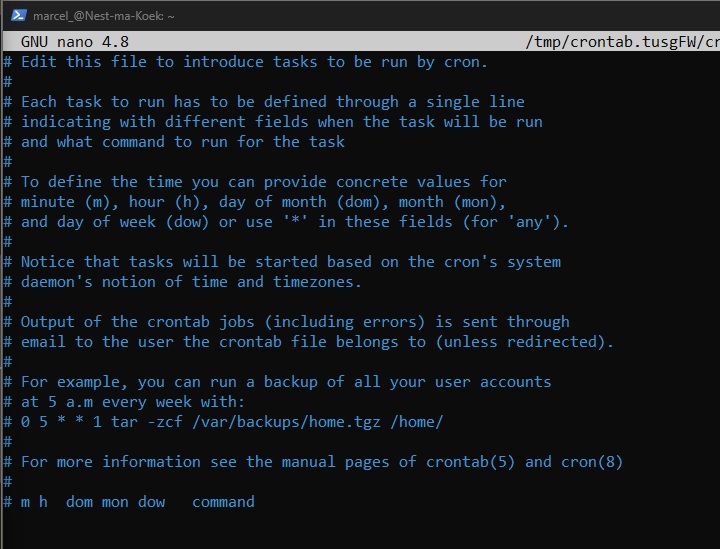 marcel_@Nest-ma-Koek: ~
GNU nano 4.8 /tmp/crontab.tusgFW/cr
# Edit this file to introduce tasks to be run by cron.
#
# Each task to run has to be defined through a single line
# indicating with different fields when the task will be run
# and what command to run for the task
#
# To define the time you can provide concrete values for
# minute (m), hour (h), day of month (dom), month (mon),
# and day of week (dow) or use '*' in these fields (for 'any').
#
# Notice that tasks will be started based on the cron's system
# daemon's notion of time and timezones.
#
# Output of the crontab jobs (including errors) is sent through
# email to the user the crontab file belongs to (unless redirected).
#
# For example, you can run a backup of all your user accounts
# at 5 a.m every week with:
# 0 5 * * 1 tar -zcf /var/backups/home.tgz /home/
#
# For more information see the manual pages of crontab(5) and cron(8)
#
# m h  dom mon dow   command